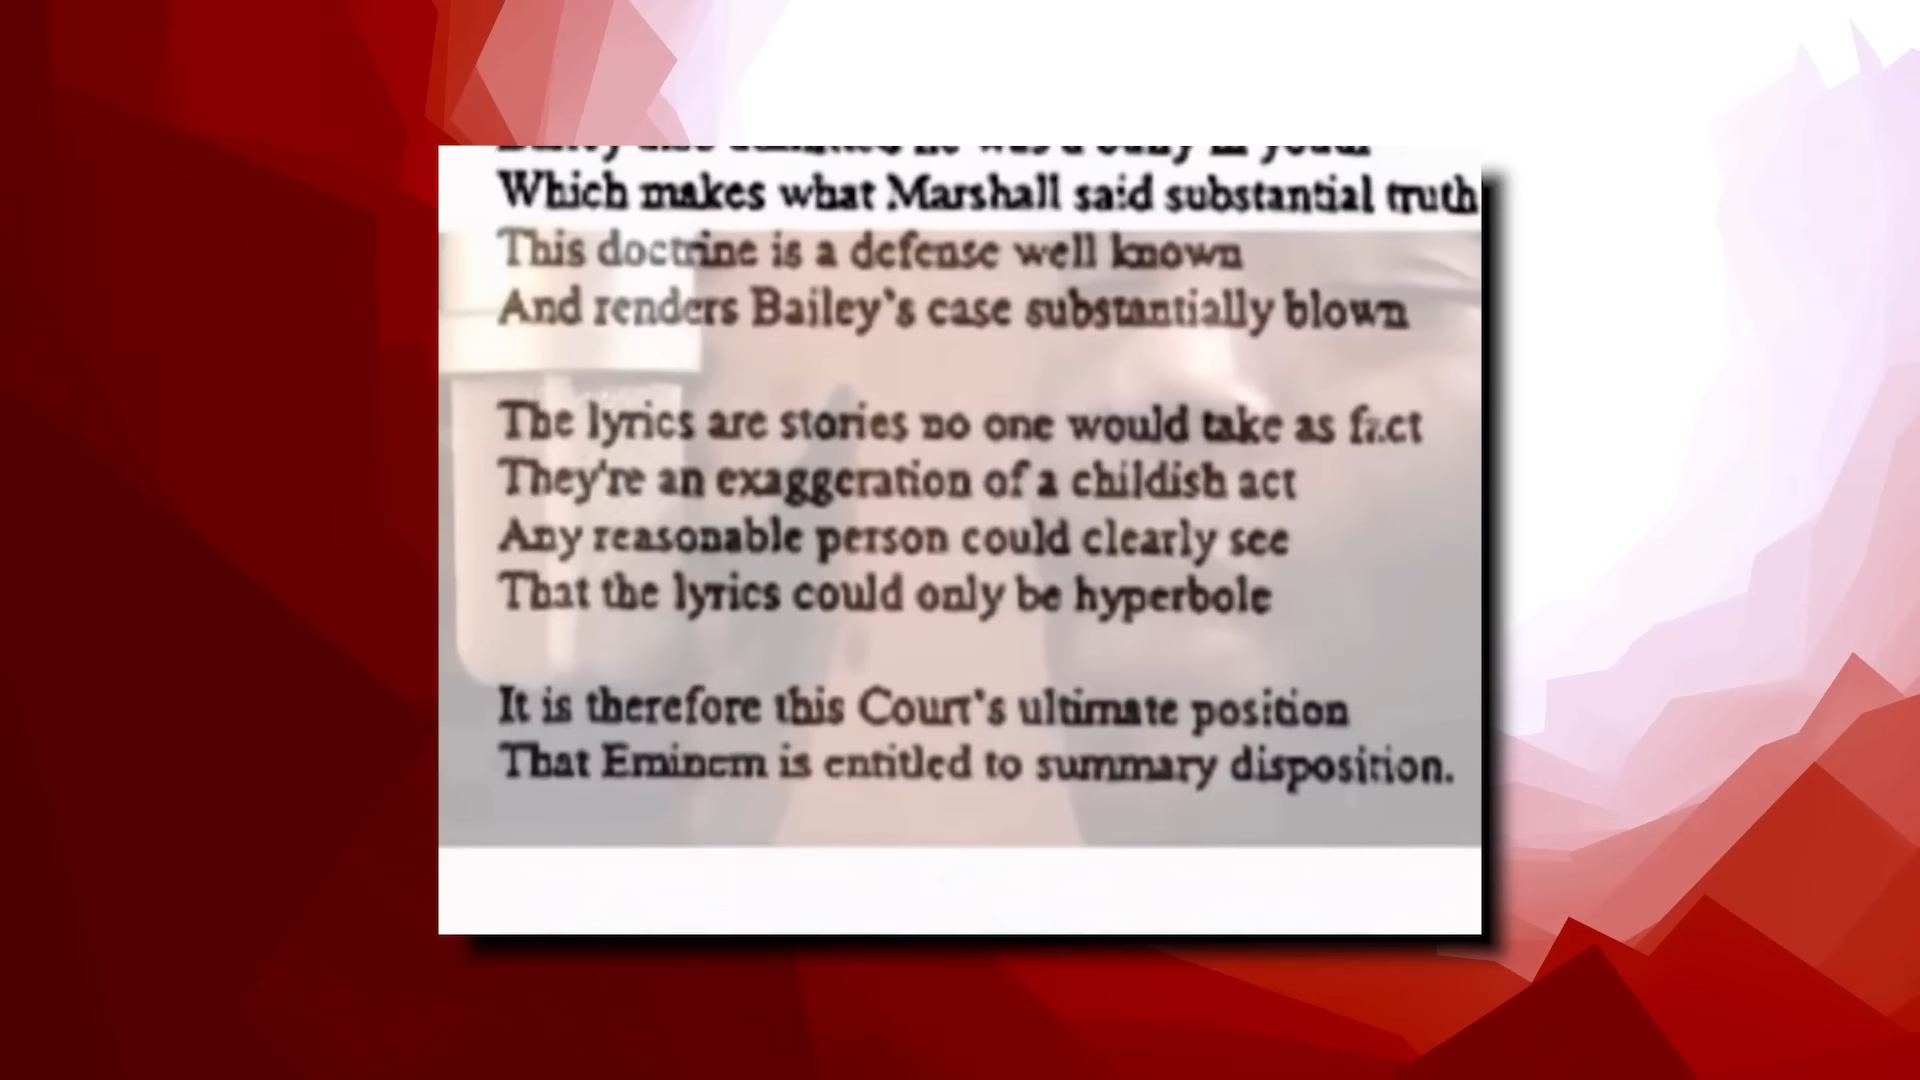 Which makes what Marshall said substantial truth
This doctrine is a defense well known
And renders Bailey's case substantially blown
The lyrics are stories no one would take as fact
They're an exaggeration of a childish act
Any reasonable person could clearly see
That the lyrics could only be hyperbole
It is therefore this Court's ultimate position
That Eminem is entitled to summary disposition.